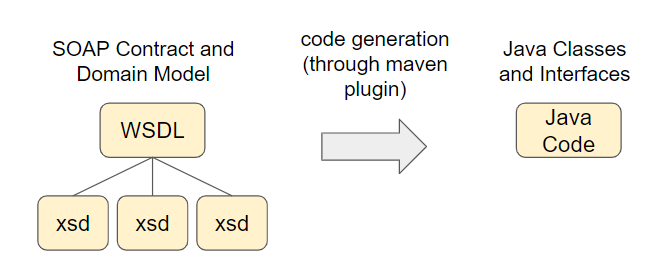 SOAP Contract and
Domain Model
code generation
(through maven
plugin)
Java Classes
and Interfaces
WSDL
Java
Code
xsd
xsd
xsd